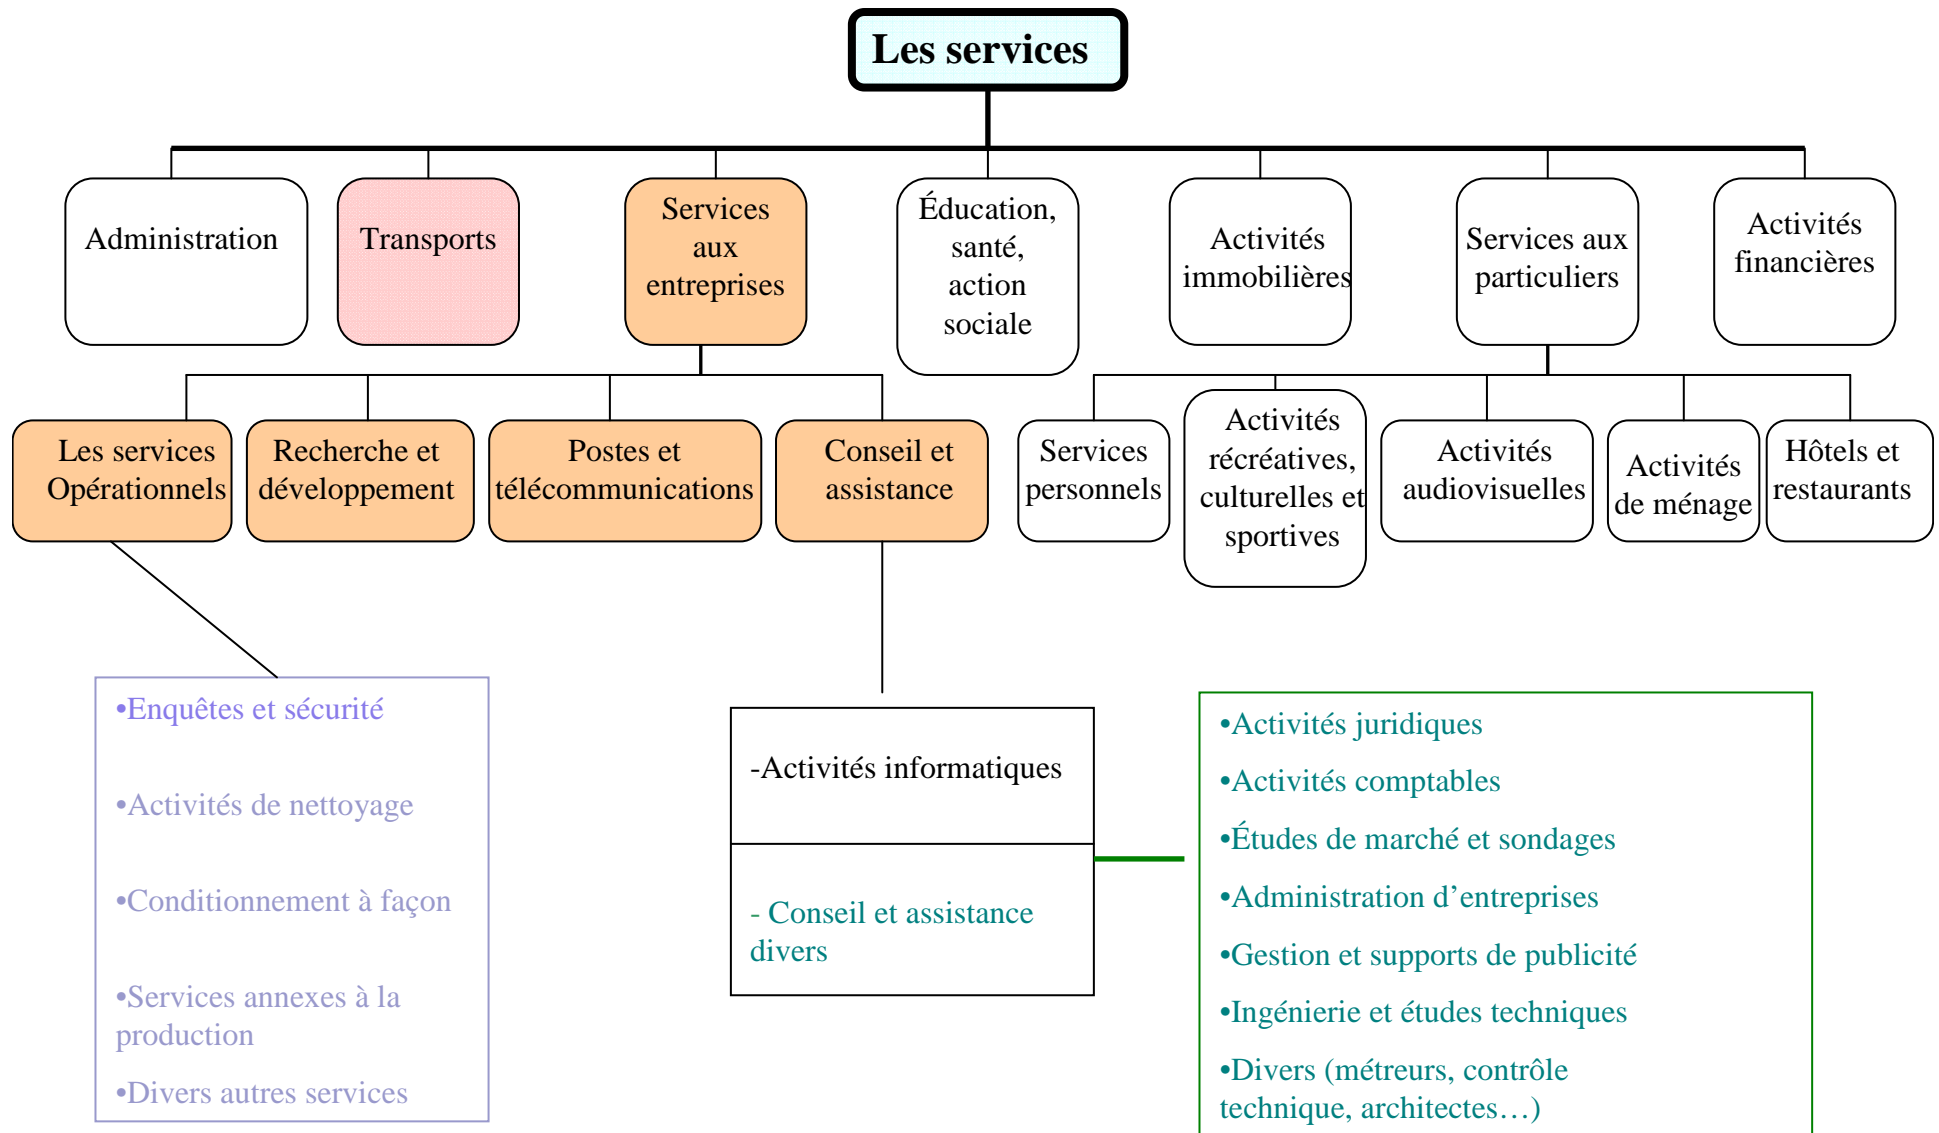 Les services
Administration
Transports
Services
aux
entreprises
Éducation,
santé,
action
sociale
Activités
immobilières
Services aux
particuliers
Activités
financières
Les services
Opérationnels
Recherche et
développement
Postes et
télécommunications
Conseil et
assistance
Services
personnels
Activités
récréatives,
culturelles et
sportives
Activités
audiovisuelles
Activités
de ménage
Hôtels et
restaurants
•Enquêtes et sécurité
•Activités de nettoyage
•Conditionnement à façon
•Services annexes à la
production
•Divers autres services
-Activités informatiques
- Conseil et assistance
divers
•Activités juridiques
•Activités comptables
•Études de marché et sondages
•Administration d’entreprises
•Gestion et supports de publicité
•Ingénierie et études techniques
•Divers (métreurs, contrôle
technique, architectes…)